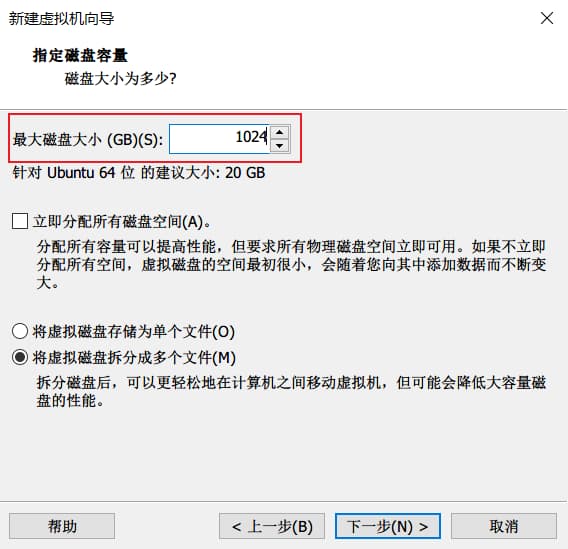 新建虚拟机向导
指定磁盘容量
磁盘大小为多少?
最大磁盘大小 (GB)(S): 1024
针对 Ubuntu 64 位 的建议大小: 20 GB
立即分配所有磁盘空间(A)。
分配所有容量可以提高性能，但要求所有物理磁盘空间立即可用。如果不立即
分配所有空间，虚拟磁盘的空间最初很小，会随着您向其中添加数据而不断变
大。
将虚拟磁盘存储为单个文件(O)
将虚拟磁盘拆分成多个文件(M)
拆分磁盘后，可以更轻松地在计算机之间移动虚拟机，但可能会降低大容量磁
盘的性能。
帮助 < 上一步(B) 下一步(N) > 取消